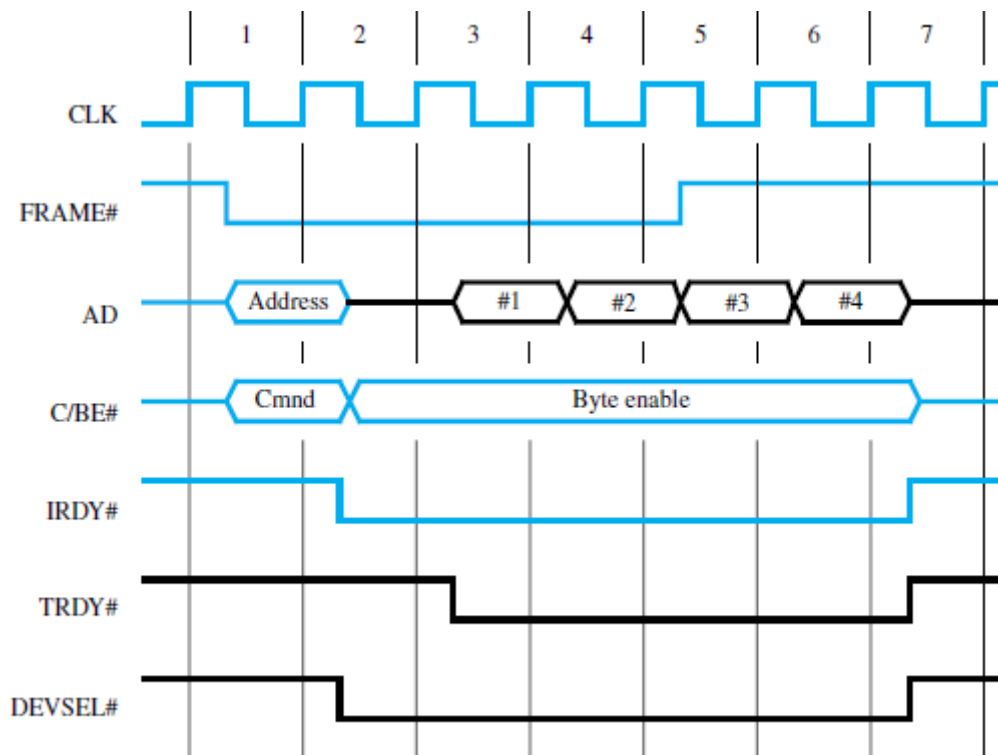 1 2 3 4 5 6 7
CLK
FRAME#
AD Address #1 #2 #3 #4
C/BE# Cmnd Byte enable
IRDY#
TRDY#
DEVSEL#